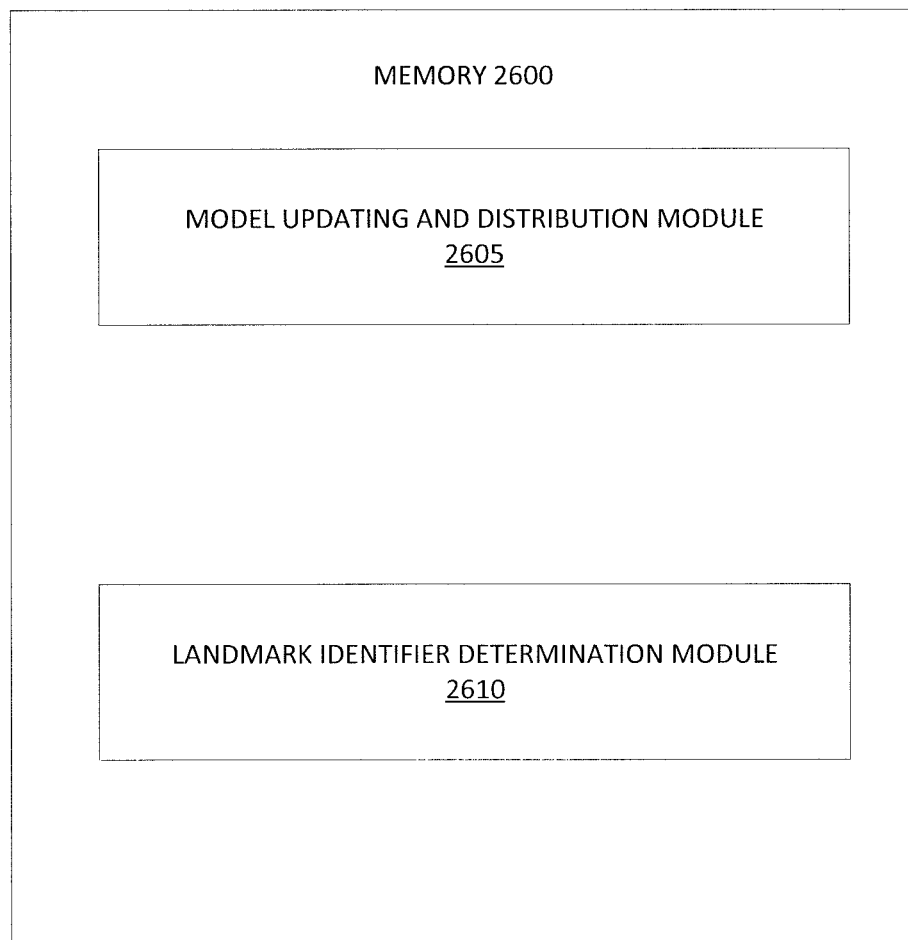 MEMORY 2600
MODEL UPDATING AND DISTRIBUTION MODULE
2605
LANDMARK IDENTIFIER DETERMINATION MODULE
2610